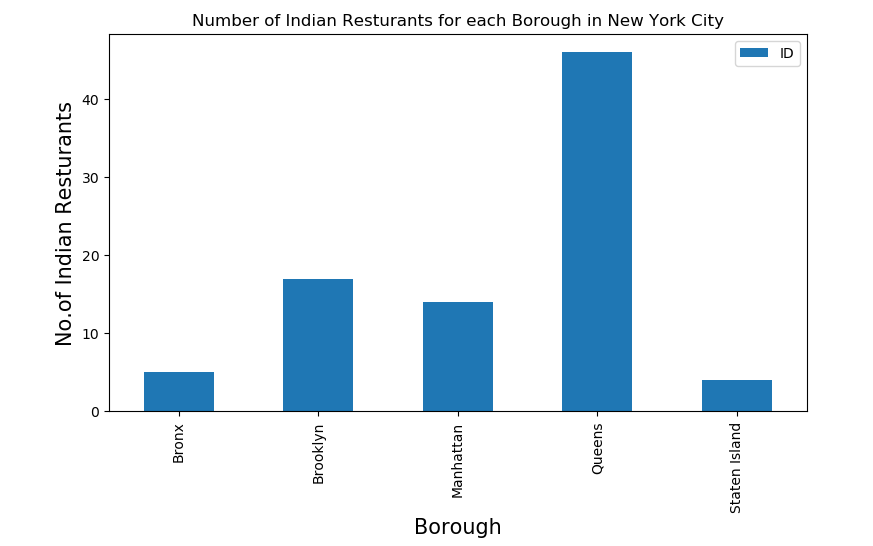 Number of Indian Resturants for each Borough in New York City
ID
No.of Indian Resturants
40
30
20
10
0
Bronx
Brooklyn
Manhattan
Queens
Staten Island
Borough